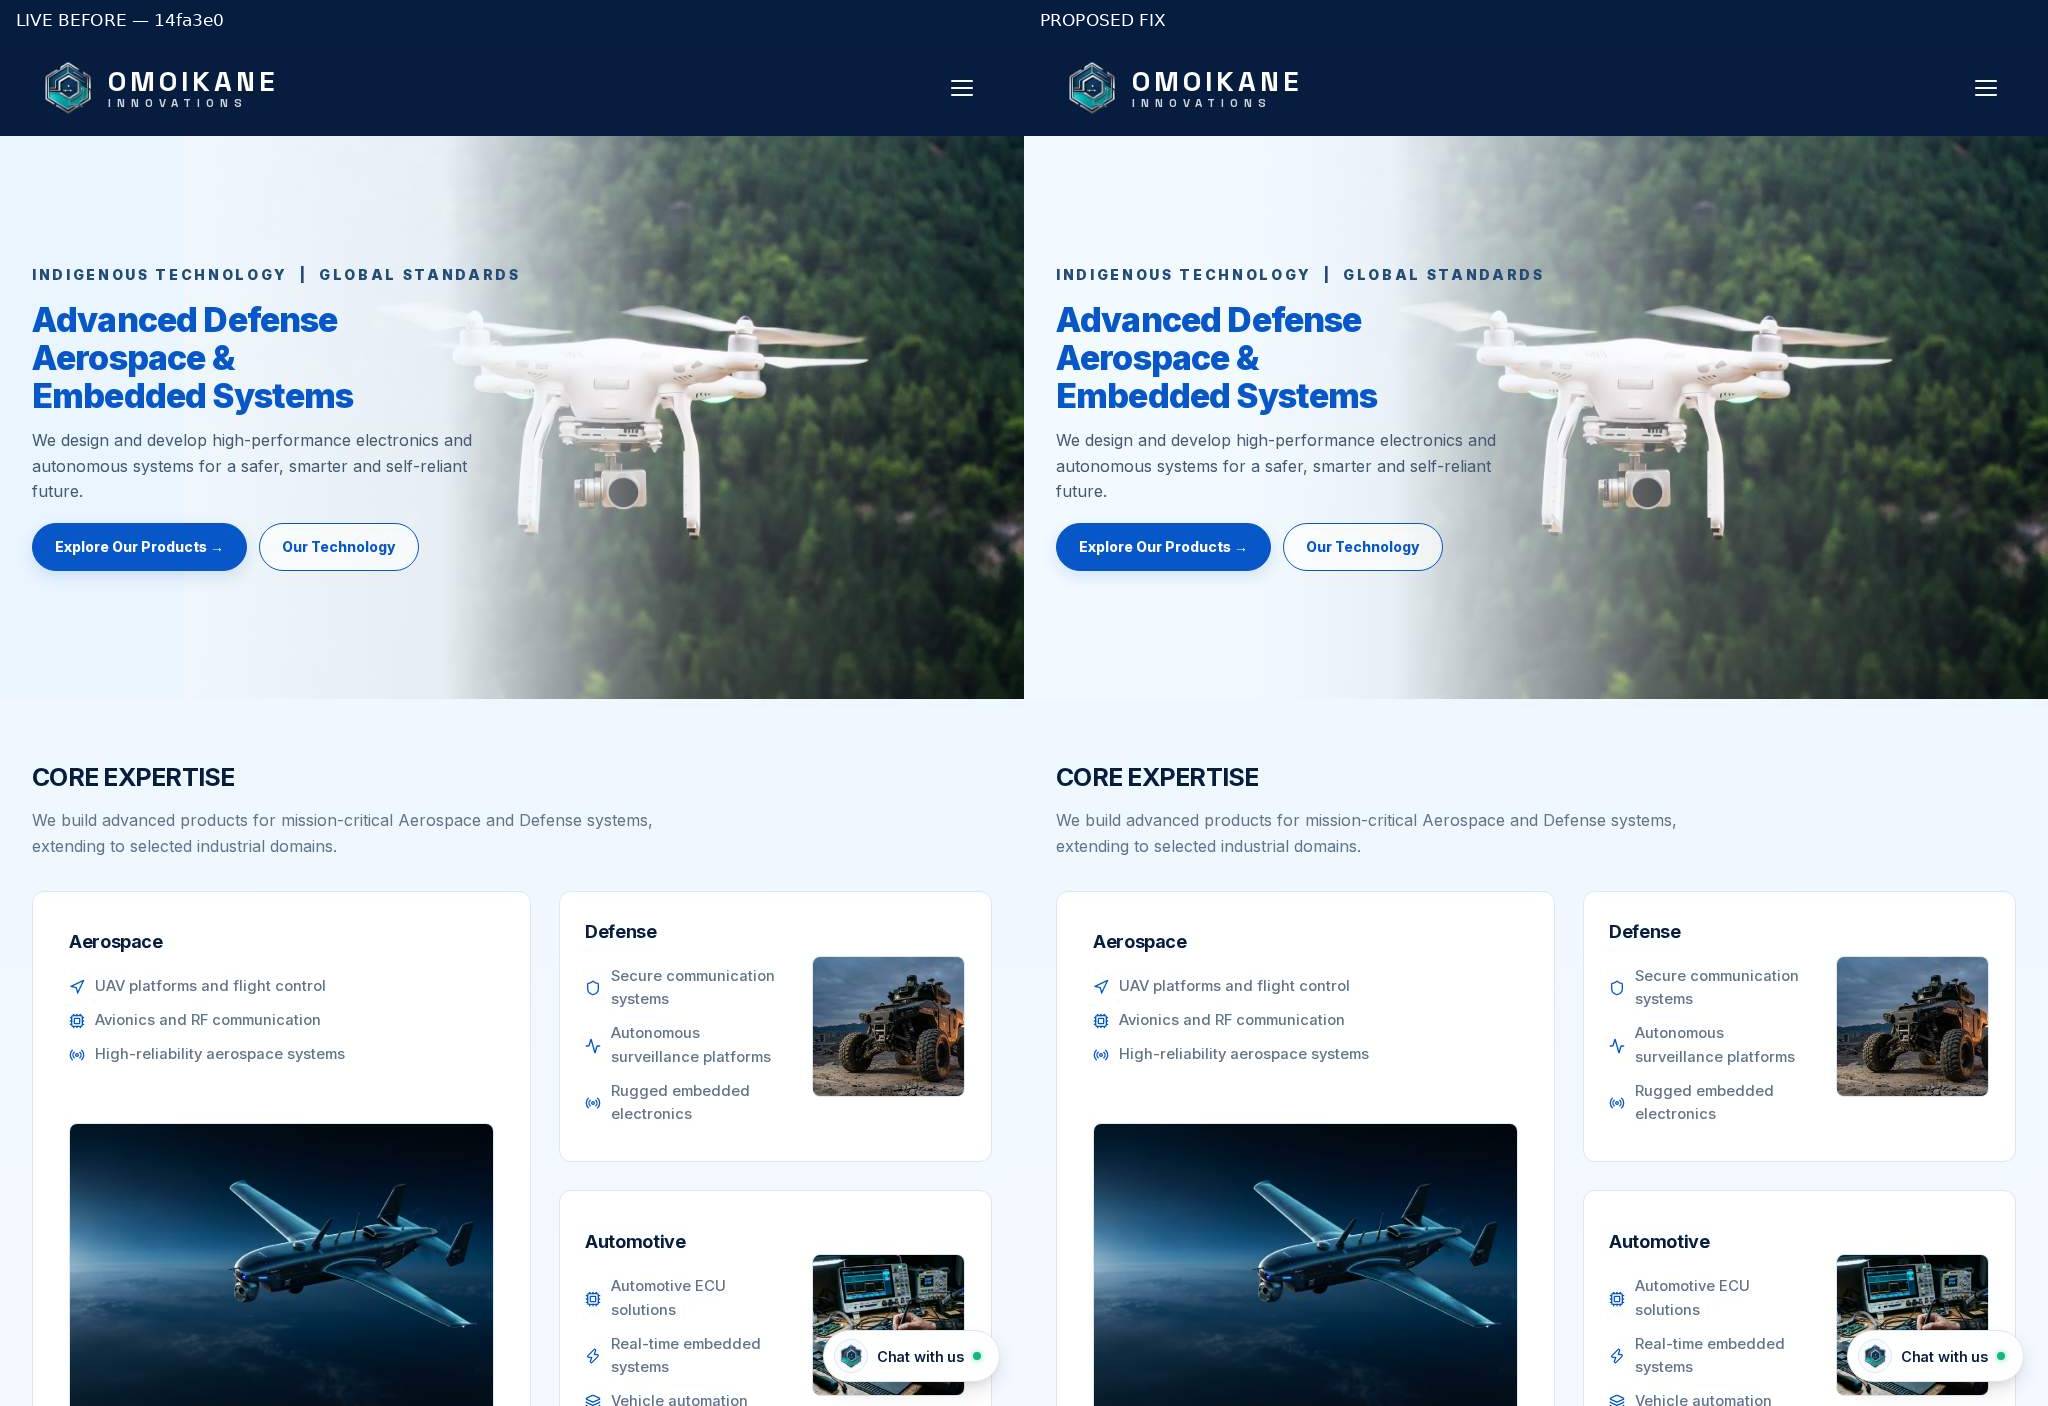 LIVE BEFORE — 14fa3e0
OMOIKANE
INNOVATIONS
INDIGENOUS TECHNOLOGY | GLOBAL STANDARDS
Advanced Defense
Aerospace &
Embedded Systems
We design and develop high-performance electronics and
autonomous systems for a safer, smarter and self-reliant
future.
Explore Our Products →
Our Technology
CORE EXPERTISE
We build advanced products for mission-critical Aerospace and Defense systems,
extending to selected industrial domains.
Aerospace
UAV platforms and flight control
Avionics and RF communication
High-reliability aerospace systems
Defense
Secure communication
systems
Autonomous
surveillance platforms
Rugged embedded
electronics
Automotive
Automotive ECU
solutions
Real-time embedded
systems
Vehicle automation
Chat with us
PROPOSED FIX
OMOIKANE
INNOVATIONS
INDIGENOUS TECHNOLOGY | GLOBAL STANDARDS
Advanced Defense
Aerospace &
Embedded Systems
We design and develop high-performance electronics and
autonomous systems for a safer, smarter and self-reliant
future.
Explore Our Products →
Our Technology
CORE EXPERTISE
We build advanced products for mission-critical Aerospace and Defense systems,
extending to selected industrial domains.
Aerospace
UAV platforms and flight control
Avionics and RF communication
High-reliability aerospace systems
Defense
Secure communication
systems
Autonomous
surveillance platforms
Rugged embedded
electronics
Automotive
Automotive ECU
solutions
Real-time embedded
systems
Vehicle automation
Chat with us